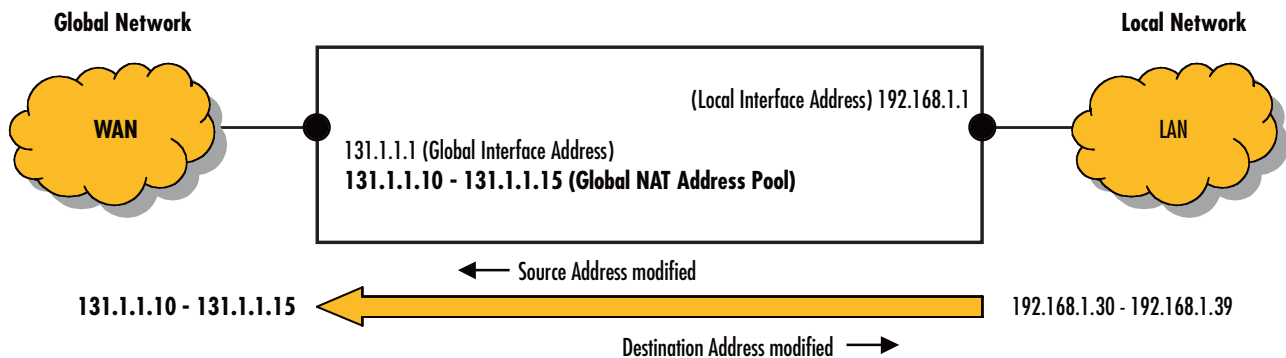 Global Network
Local Network
WAN
(Local Interface Address) 192.168.1.1
LAN
131.1.1.1 (Global Interface Address)
131.1.1.10 - 131.1.1.15 (Global NAT Address Pool)
Source Address modified
131.1.1.10 - 131.1.1.15
192.168.1.30 - 192.168.1.39
Destination Address modified